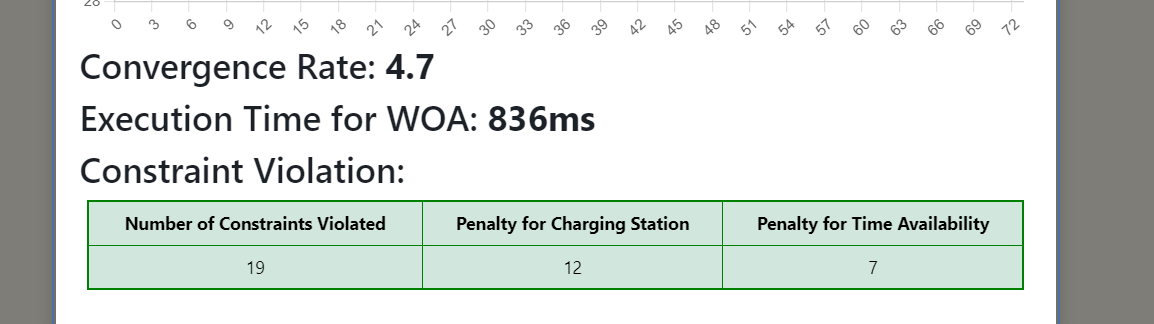 28
0 3 6 9 12 15 18 21 24 27 30 33 36 39 42 45 48 51 54 57 60 63 66 69 72
Convergence Rate: 4.7
Execution Time for WOA: 836ms
Constraint Violation:
Number of Constraints Violated Penalty for Charging Station Penalty for Time Availability
19 12 7